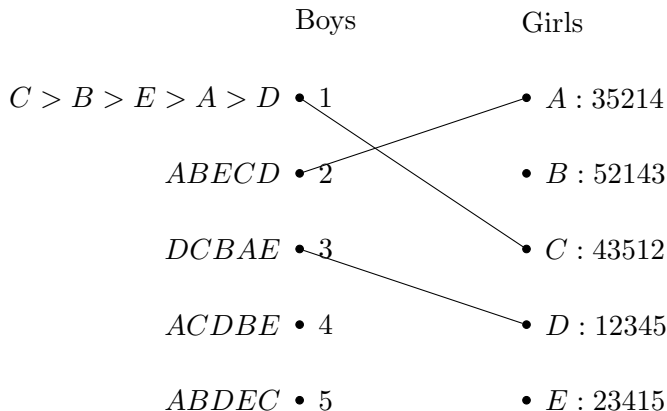 Boys Girls
C > B > E > A > D 1 A : 35214
ABECD 2 B : 52143
DCBAE 3 C : 43512
ACDBE 4 D : 12345
ABDEC 5 E : 23415